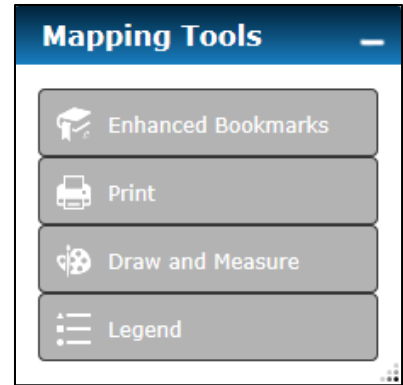 Mapping Tools
Enhanced Bookmarks
Print
Draw and Measure
Legend